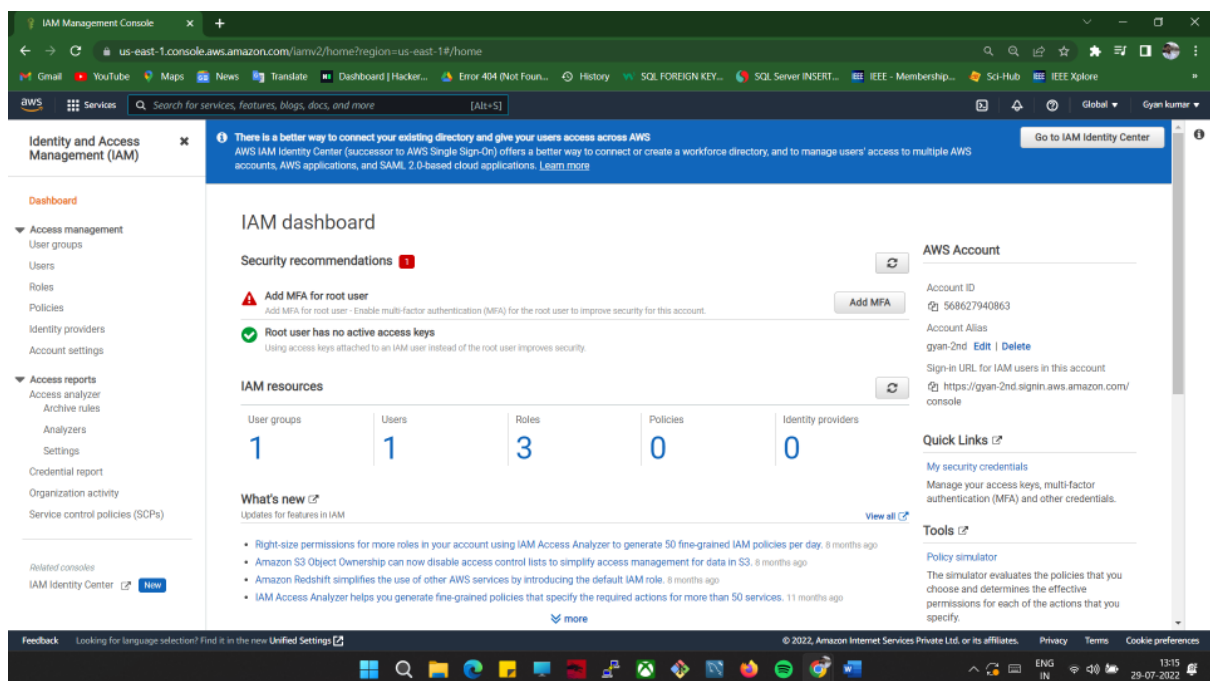 IAM Management Console
us-east-1.console.aws.amazon.com/iamv2/home?region=us-east-1#/home
Gmail YouTube Maps News Translate Dashboard | Hacker... Error 404 (Not Foun... History SQL FOREIGN KEY... SQL Server INSERT... IEEE - Membership... Sci-Hub IEEE Xplore »
aws Services Search for services, features, blogs, docs, and more [Alt+S] Global Gyan kumar
Identity and Access
Management (IAM)
Dashboard
Access management
User groups
Users
Roles
Policies
Identity providers
Account settings
Access reports
Access analyzer
Archive rules
Analyzers
Settings
Credential report
Organization activity
Service control policies (SCPs)
Related consoles
IAM Identity Center New
There is a better way to connect your existing directory and give your users access across AWS
AWS IAM Identity Center (successor to AWS Single Sign-On) offers a better way to connect or create a workforce directory, and to manage users' access to multiple AWS
accounts, AWS applications, and SAML 2.0-based cloud applications. Learn more
Go to IAM Identity Center
IAM dashboard
Security recommendations 1
Add MFA for root user
Add MFA for root user - Enable multi-factor authentication (MFA) for the root user to improve security for this account.
Add MFA
Root user has no active access keys
Using access keys attached to an IAM user instead of the root user improves security.
IAM resources
User groups Users Roles Policies Identity providers
1 1 3 0 0
What's new
Updates for features in IAM
View all
• Right-size permissions for more roles in your account using IAM Access Analyzer to generate 50 fine-grained IAM policies per day. 8 months ago
• Amazon S3 Object Ownership can now disable access control lists to simplify access management for data in S3. 8 months ago
• Amazon Redshift simplifies the use of other AWS services by introducing the default IAM role. 8 months ago
• IAM Access Analyzer helps you generate fine-grained policies that specify the required actions for more than 50 services. 11 months ago
more
AWS Account
Account ID
568627940863
Account Alias
gyan-2nd Edit | Delete
Sign-in URL for IAM users in this account
https://gyan-2nd.signin.aws.amazon.com/
console
Quick Links
My security credentials
Manage your access keys, multi-factor
authentication (MFA) and other credentials.
Tools
Policy simulator
The simulator evaluates the policies that you
choose and determines the effective
permissions for each of the actions that you
specify.
Feedback Looking for language selection? Find it in the new Unified Settings © 2022, Amazon Internet Services Private Ltd. or its affiliates. Privacy Terms Cookie preferences
ENG
IN
13:15
29-07-2022